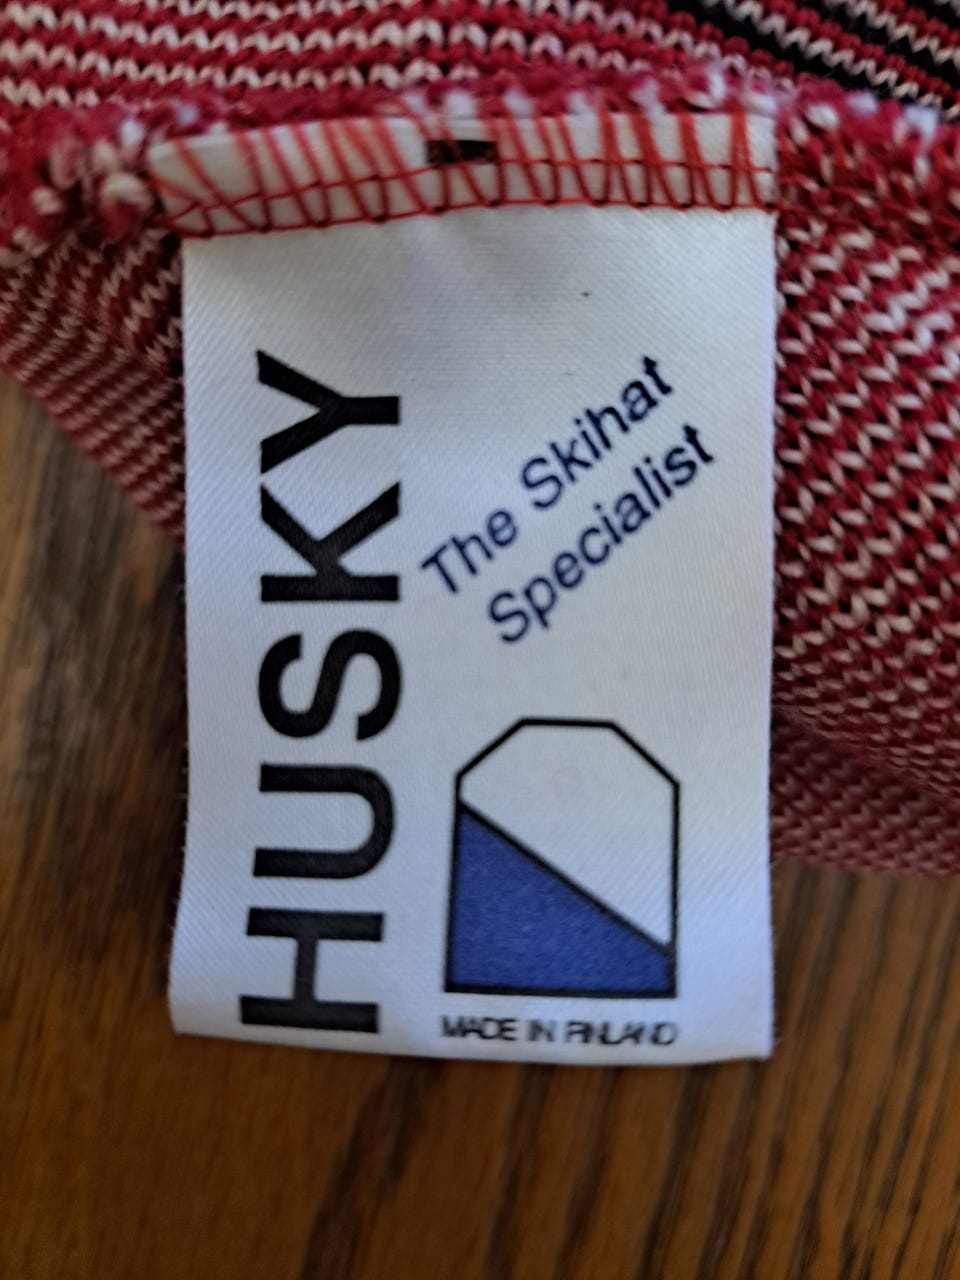 HUSKY
The Skihat
Specialist
MADE IN FINLAND